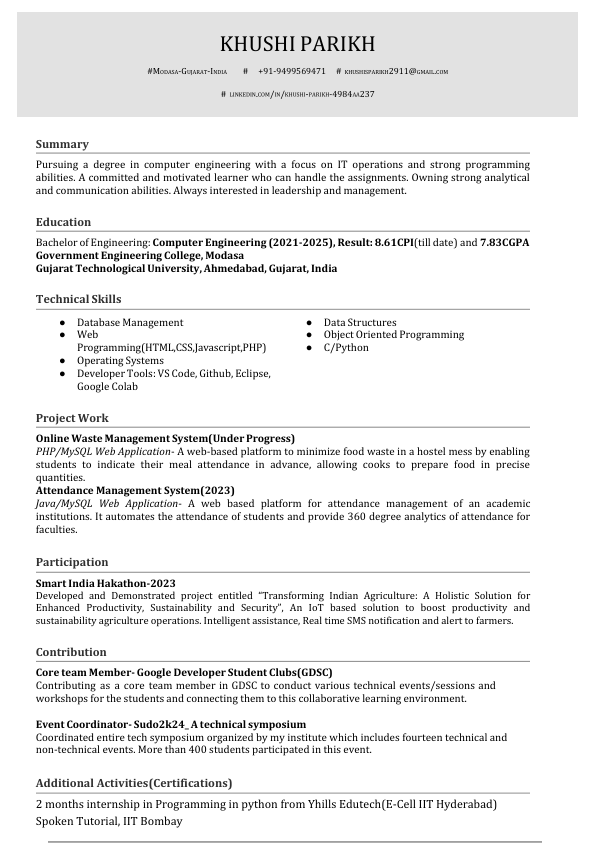 KHUSHI PARIKH
#Modasa-Gujarat-India # +91-9499569471 # khushisparikh2911@gmail.com
# linkedin.com/in/khushi-parikh-4984aa237
Summary
Pursuing a degree in computer engineering with a focus on IT operations and strong programming
abilities. A committed and motivated learner who can handle the assignments. Owning strong analytical
and communication abilities. Always interested in leadership and management.
Education
Bachelor of Engineering: Computer Engineering (2021-2025), Result: 8.61CPI(till date) and 7.83CGPA
Government Engineering College, Modasa
Gujarat Technological University, Ahmedabad, Gujarat, India
Technical Skills
● Database Management
● Web
Programming(HTML,CSS,Javascript,PHP)
● Operating Systems
● Developer Tools: VS Code, Github, Eclipse,
Google Colab
● Data Structures
● Object Oriented Programming
● C/Python
Project Work
Online Waste Management System(Under Progress)
PHP/MySQL Web Application- A web-based platform to minimize food waste in a hostel mess by enabling
students to indicate their meal attendance in advance, allowing cooks to prepare food in precise
quantities.
Attendance Management System(2023)
Java/MySQL Web Application- A web based platform for attendance management of an academic
institutions. It automates the attendance of students and provide 360 degree analytics of attendance for
faculties.
Participation
Smart India Hakathon-2023
Developed and Demonstrated project entitled “Transforming Indian Agriculture: A Holistic Solution for
Enhanced Productivity, Sustainability and Security”, An IoT based solution to boost productivity and
sustainability agriculture operations. Intelligent assistance, Real time SMS notification and alert to farmers.
Contribution
Core team Member- Google Developer Student Clubs(GDSC)
Contributing as a core team member in GDSC to conduct various technical events/sessions and
workshops for the students and connecting them to this collaborative learning environment.
Event Coordinator- Sudo2k24_ A technical symposium
Coordinated entire tech symposium organized by my institute which includes fourteen technical and
non-technical events. More than 400 students participated in this event.
Additional Activities(Certifications)
2 months internship in Programming in python from Yhills Edutech(E-Cell IIT Hyderabad)
Spoken Tutorial, IIT Bombay